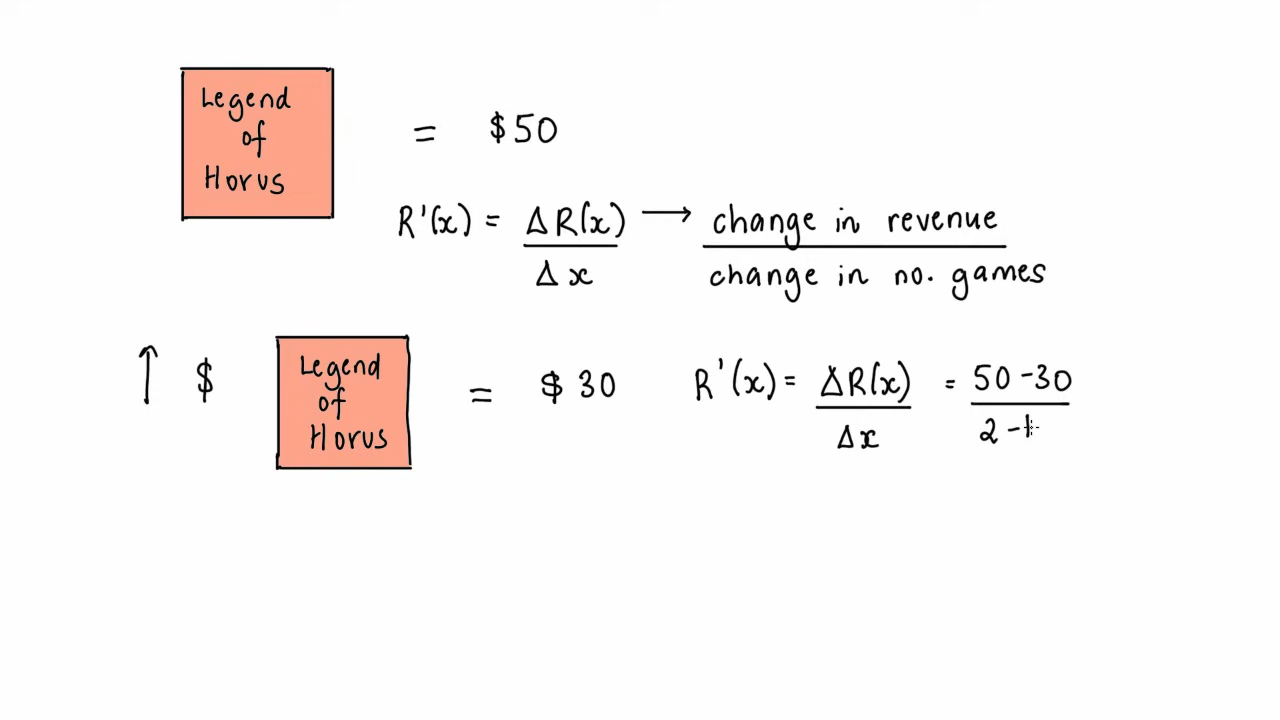 Legend
of
Horus
= $50
R'(x) = ΔR(x) / Δx → change in revenue / change in no. games
↑ $
Legend
of
Horus
= $ 30
R'(x) = ΔR(x) / Δx = 50 - 30 / 2 - 1